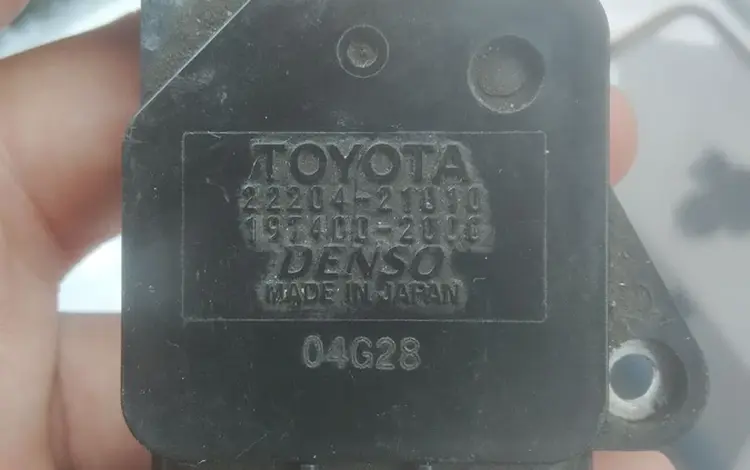 TOYOTA
22204-21010
197400-2000
DENSO
MADE IN JAPAN
04G28